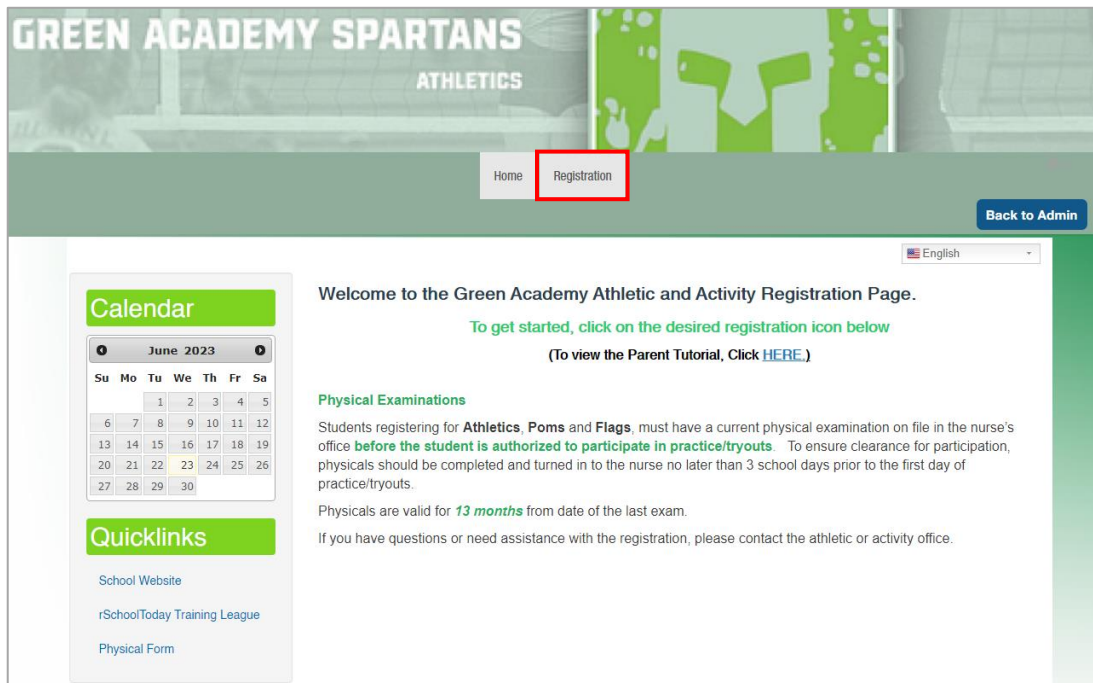 GREEN ACADEMY SPARTANS
ATHLETICS
Home Registration
Back to Admin
English
Calendar
June 2023
Su Mo Tu We Th Fr Sa
1 2 3 4 5
6 7 8 9 10 11 12
13 14 15 16 17 18 19
20 21 22 23 24 25 26
27 28 29 30
Quicklinks
School Website
rSchoolToday Training League
Physical Form
Welcome to the Green Academy Athletic and Activity Registration Page.
To get started, click on the desired registration icon below
(To view the Parent Tutorial, Click HERE.)
Physical Examinations
Students registering for Athletics, Poms and Flags, must have a current physical examination on file in the nurse's
office before the student is authorized to participate in practice/tryouts. To ensure clearance for participation,
physicals should be completed and turned in to the nurse no later than 3 school days prior to the first day of
practice/tryouts.
Physicals are valid for 13 months from date of the last exam.
If you have questions or need assistance with the registration, please contact the athletic or activity office.